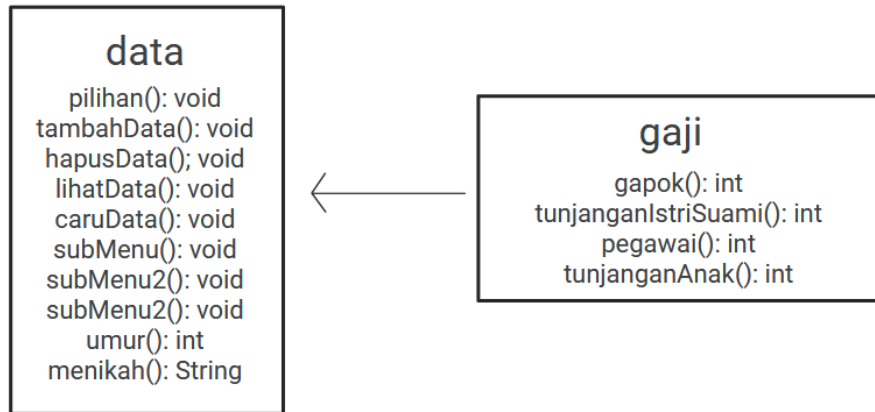 data
pilihan(): void
tambahData(): void
hapusData(); void
lihatData(): void
caruData(): void
subMenu(): void
subMenu2(): void
subMenu2(): void
umur(): int
menikah(): String
gaji
gapok(): int
tunjanganIstriSuami(): int
pegawai(): int
tunjanganAnak(): int